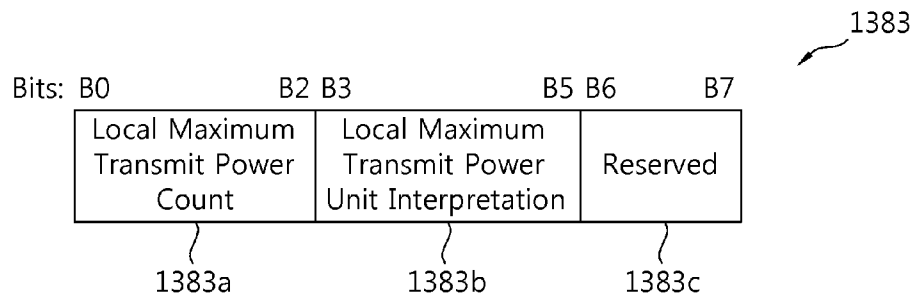 1383
Bits: B0 B2 B3 B5 B6 B7
Local Maximum Local Maximum
Transmit Power Transmit Power Reserved
Count Unit Interpretation
1383a 1383b 1383c